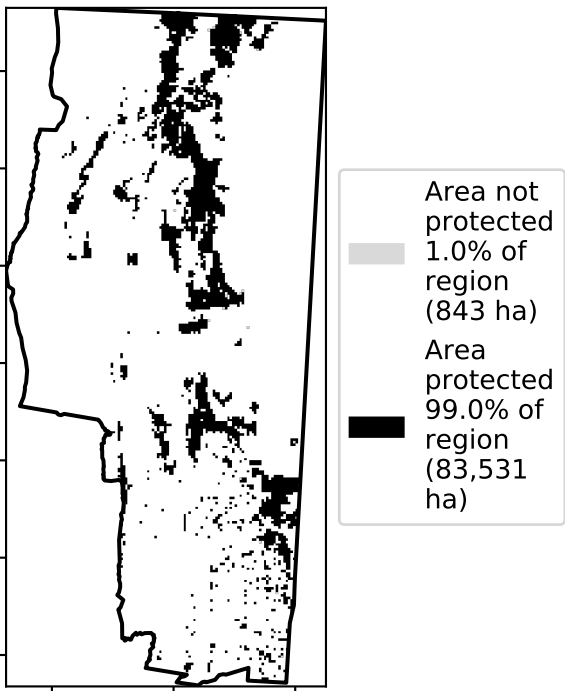 Area not
protected
1.0% of
region
(843 ha)
Area
protected
99.0% of
region
(83,531
ha)